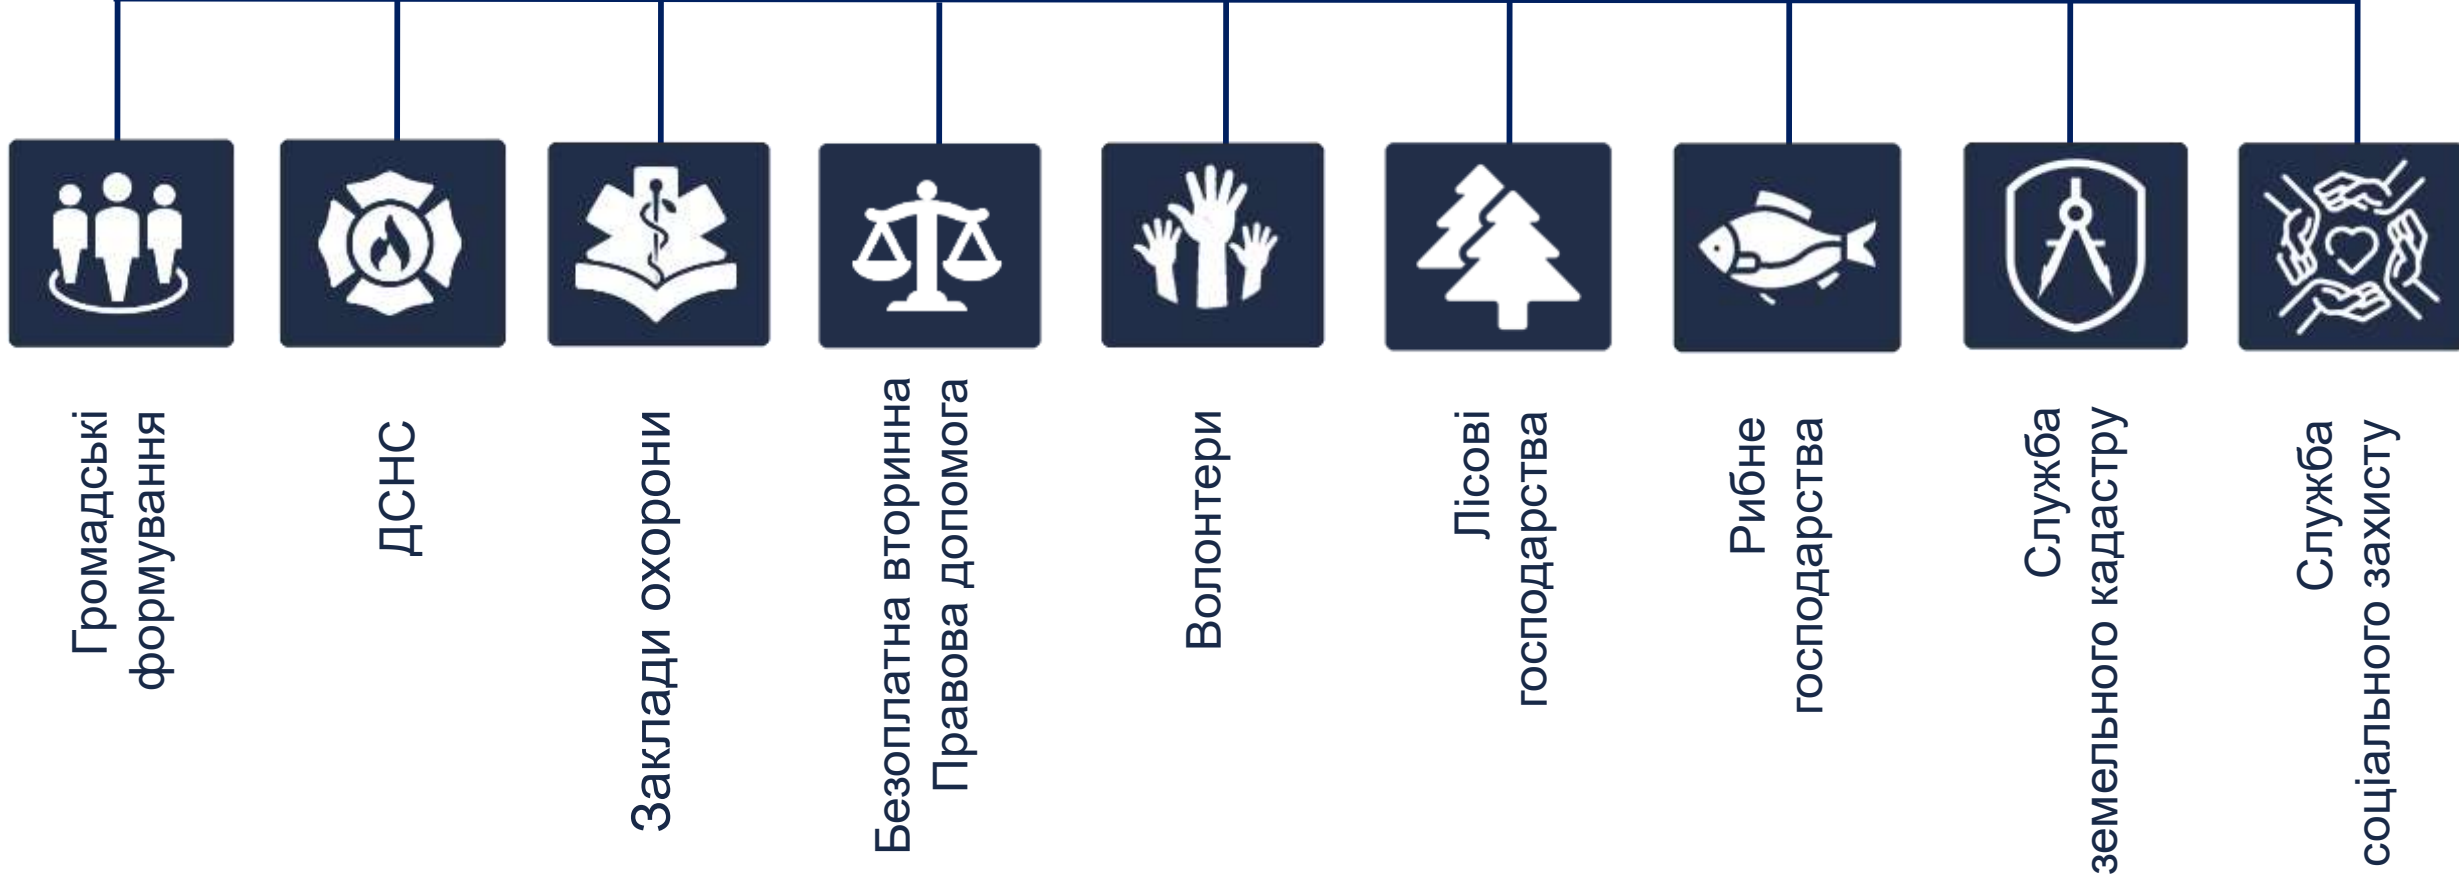 Громадські
формування
ДСНС
Заклади охорони
Безоплатна вторинна
Правова допомога
Волонтери
Лісові
господарства
Рибне
господарства
Служба
земельного кадастру
Служба
соціального захисту